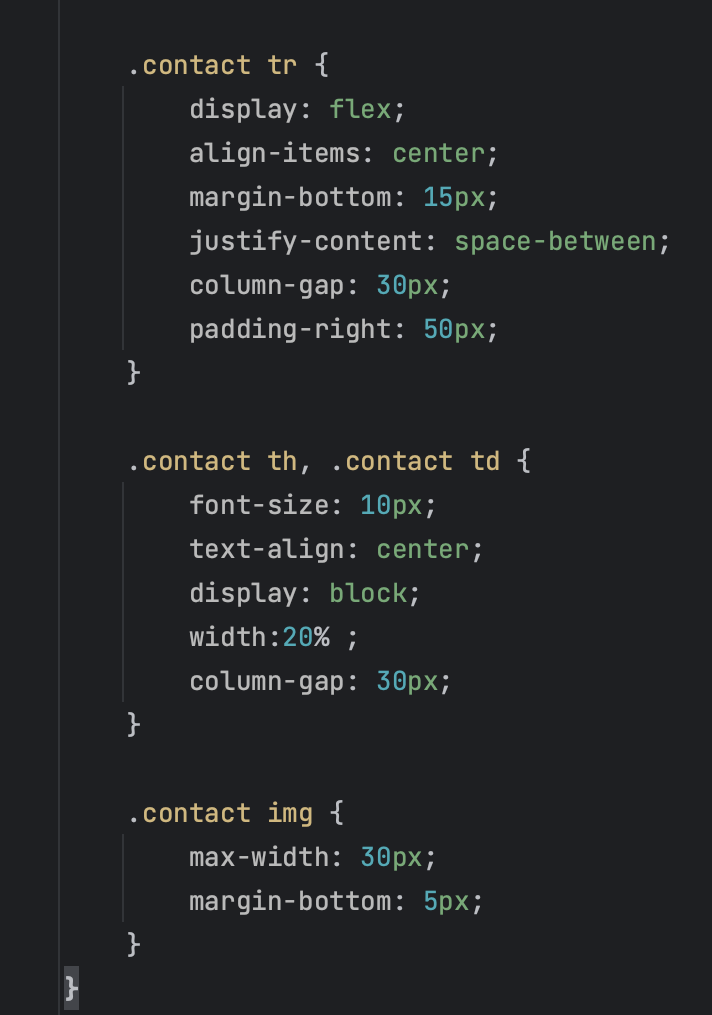 .contact tr {
display: flex;
align-items: center;
margin-bottom: 15px;
justify-content: space-between;
column-gap: 30px;
padding-right: 50px;
}
.contact th, .contact td {
font-size: 10px;
text-align: center;
display: block;
width:20% ;
column-gap: 30px;
}
.contact img {
max-width: 30px;
margin-bottom: 5px;
}
}